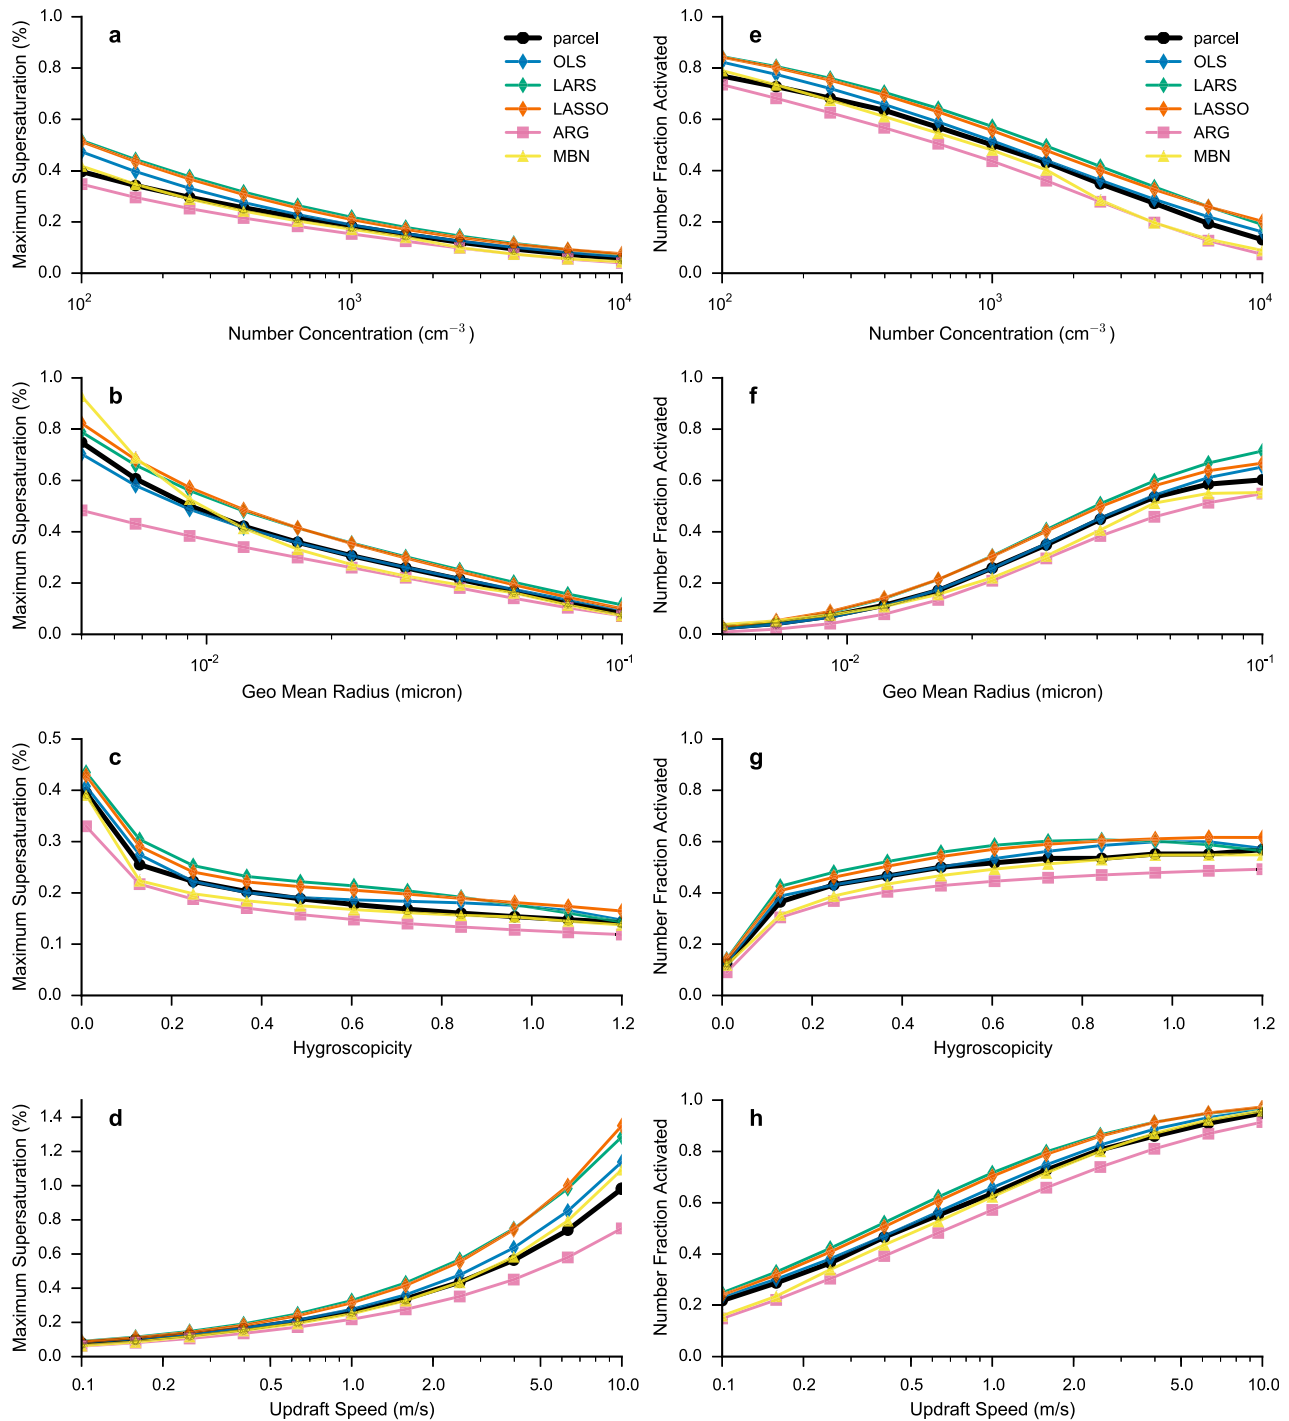 a
Maximum Supersaturation (%)
1.0
0.8
0.6
0.4
0.2
0.0
10²
10³
10⁴
Number Concentration (cm⁻³)
parcel
OLS
LARS
LASSO
ARG
MBN
e
Number Fraction Activated
1.0
0.8
0.6
0.4
0.2
0.0
10²
10³
10⁴
Number Concentration (cm⁻³)
parcel
OLS
LARS
LASSO
ARG
MBN
b
Maximum Supersaturation (%)
1.0
0.8
0.6
0.4
0.2
0.0
10⁻²
10⁻¹
Geo Mean Radius (micron)
f
Number Fraction Activated
1.0
0.8
0.6
0.4
0.2
0.0
10⁻²
10⁻¹
Geo Mean Radius (micron)
c
Maximum Supersaturation (%)
0.5
0.4
0.3
0.2
0.1
0.0
0.0 0.2 0.4 0.6 0.8 1.0 1.2
Hygroscopicity
g
Number Fraction Activated
1.0
0.8
0.6
0.4
0.2
0.0
0.0 0.2 0.4 0.6 0.8 1.0 1.2
Hygroscopicity
d
Maximum Supersaturation (%)
1.4
1.2
1.0
0.8
0.6
0.4
0.2
0.0
0.1 0.5 1.0 2.0 5.0 10.0
Updraft Speed (m/s)
h
Number Fraction Activated
1.0
0.8
0.6
0.4
0.2
0.0
0.1 0.5 1.0 2.0 5.0 10.0
Updraft Speed (m/s)